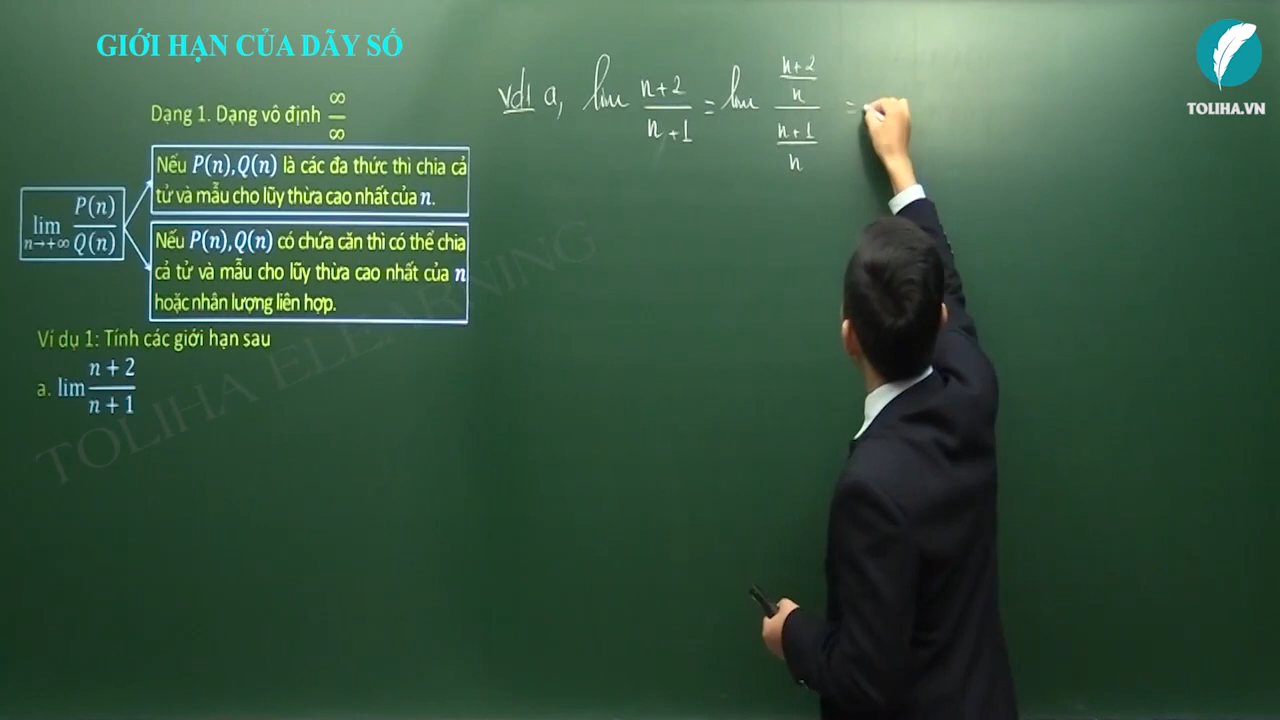 GIỚI HẠN CỦA DÃY SỐ
TOLIHA.VN
Dạng 1. Dạng vô định ∞/∞
lim n→+∞ P(n)/Q(n)
Nếu P(n),Q(n) là các đa thức thì chia cả
tử và mẫu cho lũy thừa cao nhất của n.
Nếu P(n),Q(n) có chứa căn thì có thể chia
cả tử và mẫu cho lũy thừa cao nhất của n
hoặc nhân lượng liên hợp.
Ví dụ 1: Tính các giới hạn sau
a. lim n + 2/n + 1
TOLIHA ELEARNING
vd1 a, lim n+2/n+1 = lim (n+2/n)/(n+1/n) =